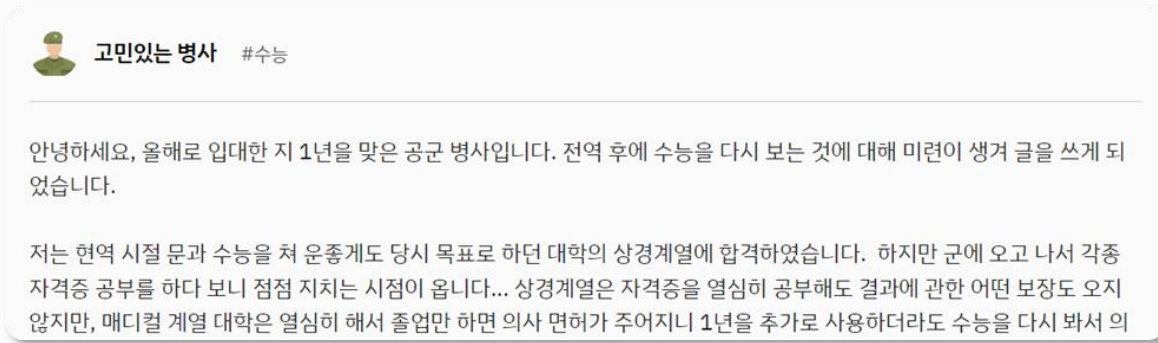 고민있는 병사 #수능
안녕하세요, 올해로 입대한 지 1년을 맞은 공군 병사입니다. 전역 후에 수능을 다시 보는 것에 대해 미련이 생겨 글을 쓰게 되
었습니다.
저는 현역 시절 문과 수능을 쳐 운좋게도 당시 목표로 하던 대학의 상경계열에 합격하였습니다. 하지만 군에 오고 나서 각종
자격증 공부를 하다 보니 점점 지치는 시점이 옵니다... 상경계열은 자격증을 열심히 공부해도 결과에 관한 어떤 보장도 오지
않지만, 매디컬 계열 대학은 열심히 해서 졸업만 하면 의사 면허가 주어지니 1년을 추가로 사용하더라도 수능을 다시 봐서 의